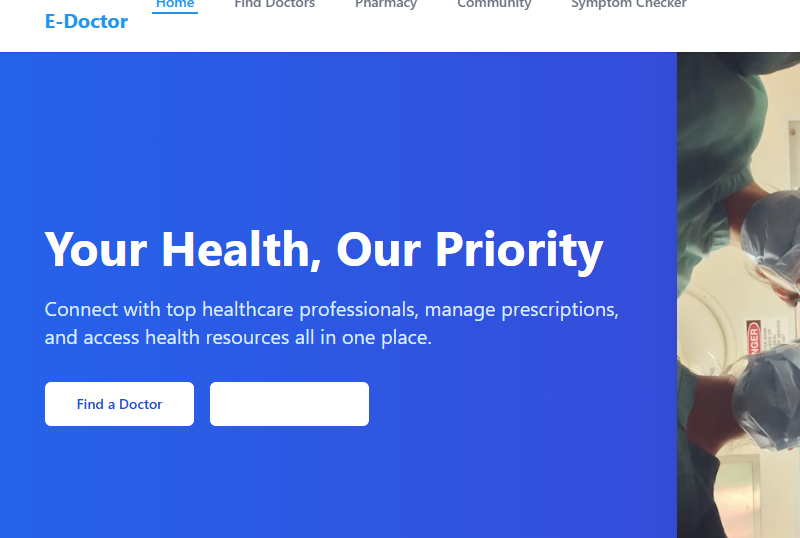 Home Find Doctors Pharmacy Community Symptom Checker
E-Doctor
Your Health, Our Priority
Connect with top healthcare professionals, manage prescriptions,
and access health resources all in one place.
Find a Doctor